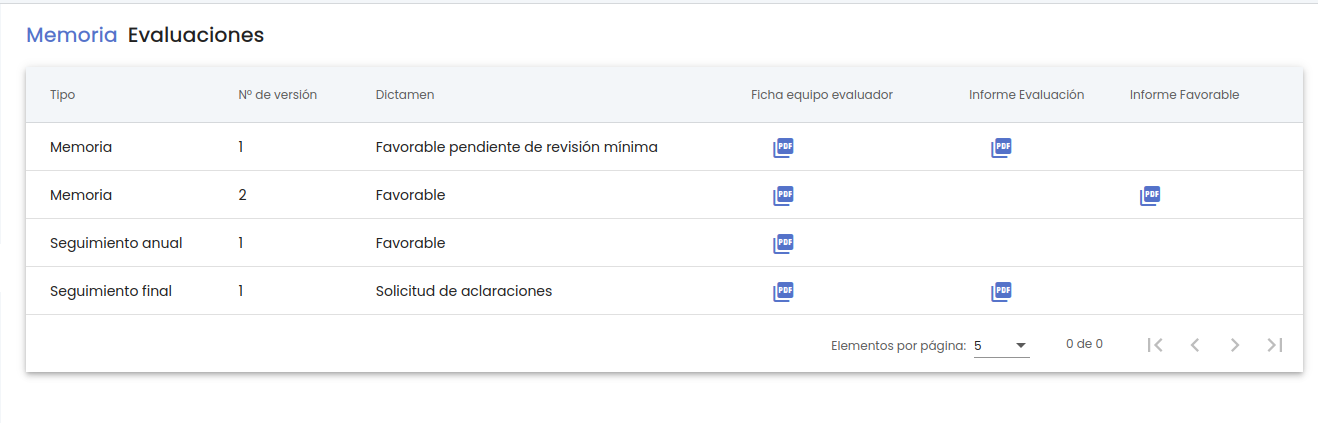 Memoria Evaluaciones
Tipo Nº de versión Dictamen Ficha equipo evaluador Informe Evaluación Informe Favorable
Memoria 1 Favorable pendiente de revisión mínima PDF PDF
Memoria 2 Favorable PDF PDF
Seguimiento anual 1 Favorable PDF
Seguimiento final 1 Solicitud de aclaraciones PDF PDF
Elementos por página: 5 0 de 0